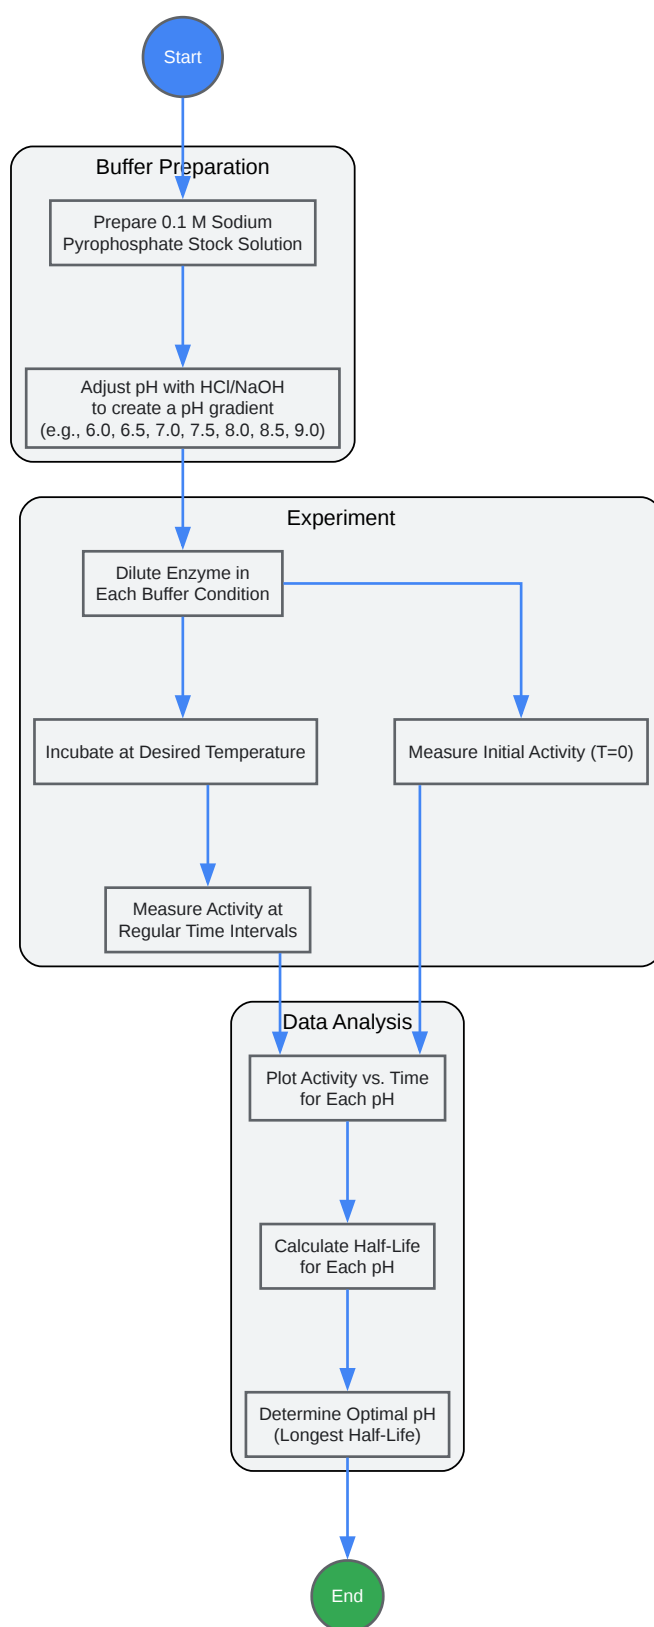 Start
Buffer Preparation
Prepare 0.1 M Sodium
Pyrophosphate Stock Solution
Adjust pH with HCl/NaOH
to create a pH gradient
(e.g., 6.0, 6.5, 7.0, 7.5, 8.0, 8.5, 9.0)
Experiment
Dilute Enzyme in
Each Buffer Condition
Incubate at Desired Temperature
Measure Initial Activity (T=0)
Measure Activity at
Regular Time Intervals
Data Analysis
Plot Activity vs. Time
for Each pH
Calculate Half-Life
for Each pH
Determine Optimal pH
(Longest Half-Life)
End